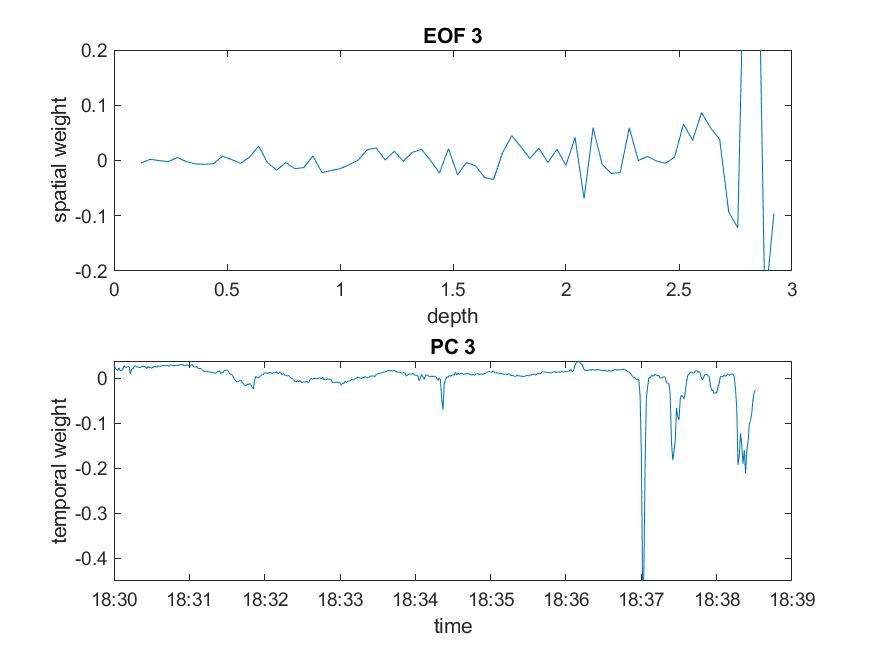 EOF 3
0.2
0.1
0
-0.1
-0.2
spatial weight
0 0.5 1 1.5 2 2.5 3
depth
PC 3
0
-0.1
-0.2
-0.3
-0.4
temporal weight
18:30 18:31 18:32 18:33 18:34 18:35 18:36 18:37 18:38 18:39
time